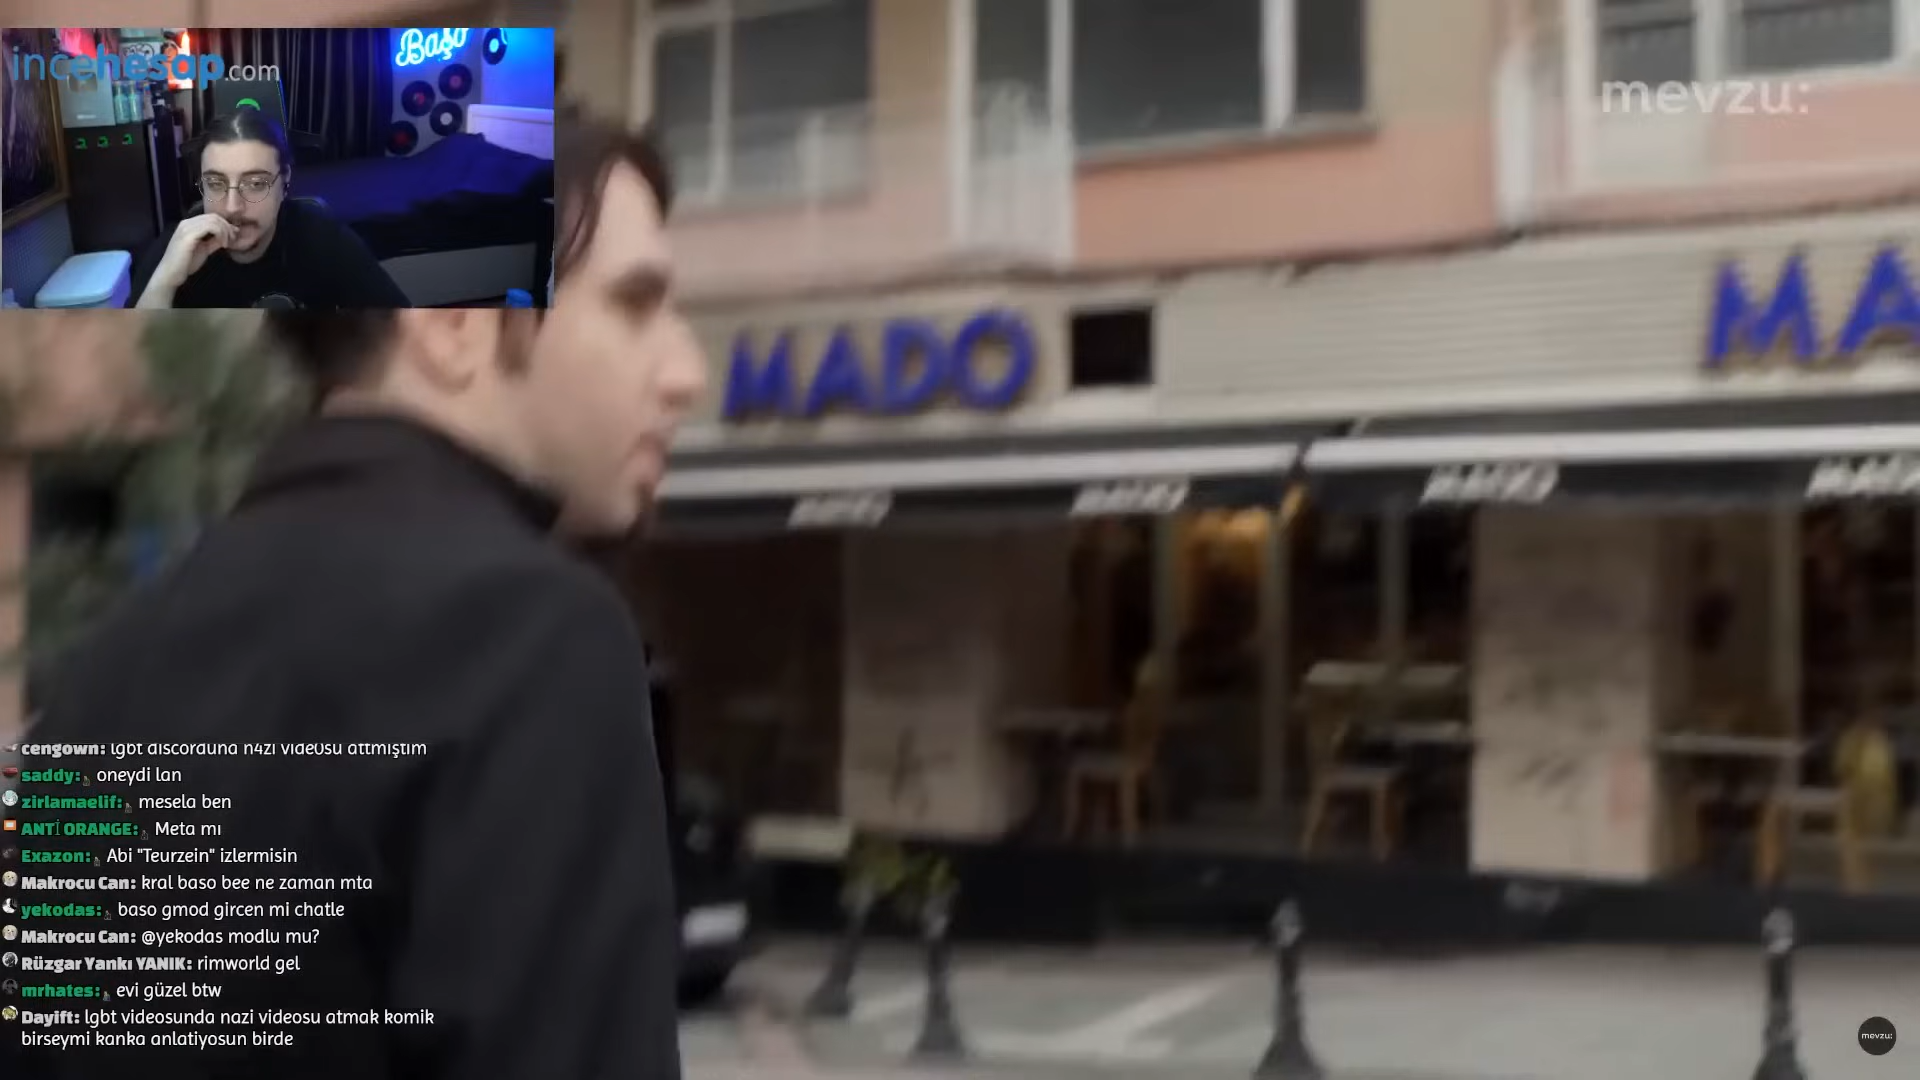 incehesap.com
Başo
mevzu:
MADO
MA
cengown: lgbt discorduna n4zi vide0su attmıştım
saddy: oneydi lan
zirlamaelif: mesela ben
ANTİ ORANGE: Meta mı
Exazon: Abi "Teurzein" izlermisin
Makrocu Can: kral baso bee ne zaman mta
yekodas: baso gmod gircen mi chatle
Makrocu Can: @yekodas modlu mu?
Rüzgar Yankı YANIK: rimworld gel
mrhates: evi güzel btw
Dayift: lgbt videosunda nazi videosu atmak komik
birseymi kanka anlatiyosun birde
mevzu: